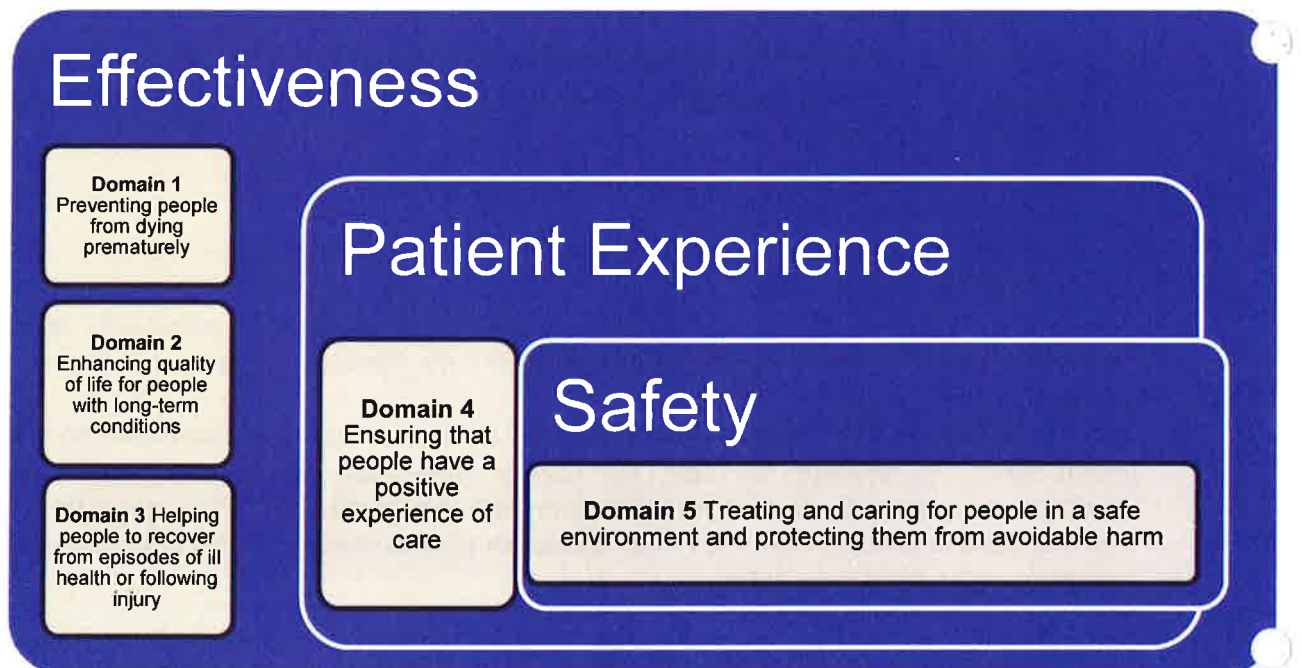 Effectiveness
Domain 1
Preventing people
from dying
prematurely
Domain 2
Enhancing quality
of life for people
with long-term
conditions
Domain 3 Helping
people to recover
from episodes of ill
health or following
injury
Patient Experience
Domain 4
Ensuring that
people have a
positive
experience of
care
Safety
Domain 5 Treating and caring for people in a safe
environment and protecting them from avoidable harm